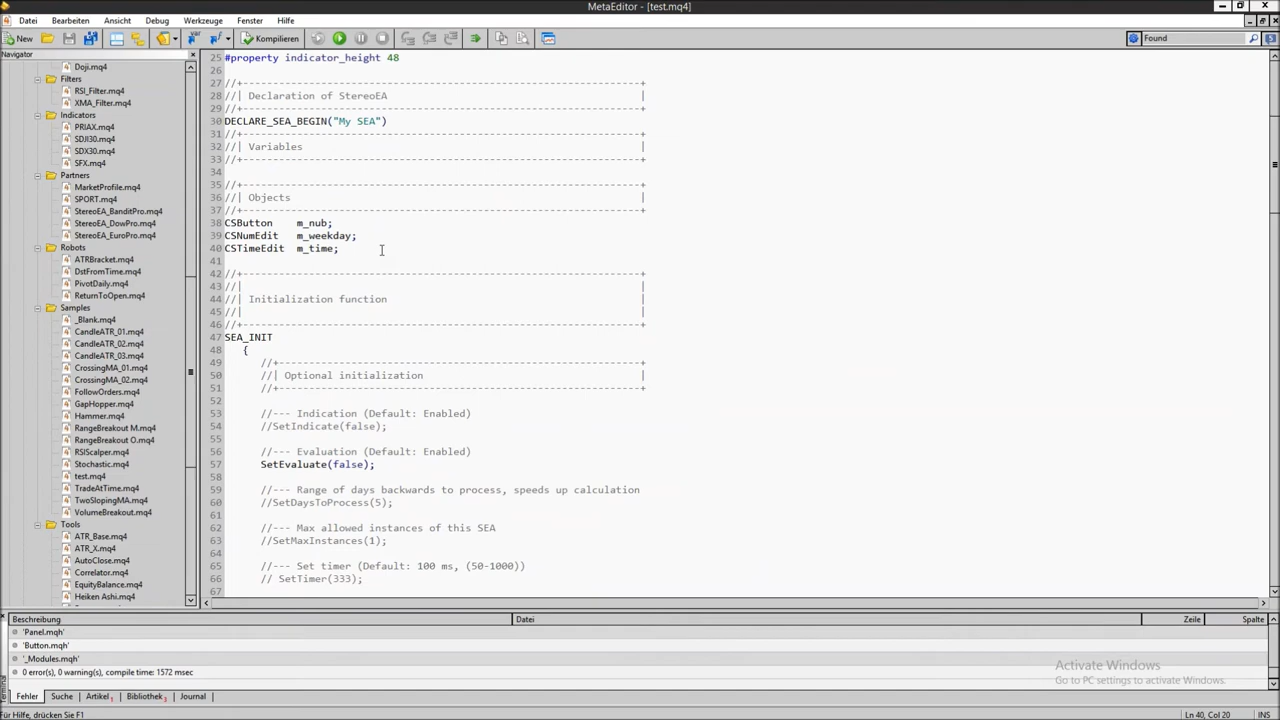 MetaEditor - [test.mq4]
Datei Bearbeiten Ansicht Debug Werkzeuge Fenster Hilfe
New Kompilieren Found
Navigator
Doji.mq4
Filters
RSI_Filter.mq4
XMA_Filter.mq4
Indicators
PRIAX.mq4
SDJI30.mq4
SDX30.mq4
SFX.mq4
Partners
MarketProfile.mq4
SPORT.mq4
StereoEA_BanditPro.mq4
StereoEA_DowPro.mq4
StereoEA_EuroPro.mq4
Robots
ATRBracket.mq4
DstFromTime.mq4
PivotDaily.mq4
ReturnToOpen.mq4
Samples
_Blank.mq4
CandleATR_01.mq4
CandleATR_02.mq4
CandleATR_03.mq4
CrossingMA_01.mq4
CrossingMA_02.mq4
FollowOrders.mq4
GapHopper.mq4
Hammer.mq4
RangeBreakout M.mq4
RangeBreakout O.mq4
RSIScalper.mq4
Stochastic.mq4
test.mq4
TradeAtTime.mq4
TwoSlopingMA.mq4
VolumeBreakout.mq4
Tools
ATR_Base.mq4
ATR_X.mq4
AutoClose.mq4
Correlator.mq4
EquityBalance.mq4
Heiken Ashi.mq4
25 #property indicator_height 48
26
27 //+------------------------------------------------------------------+
28 //| Declaration of StereoEA |
29 //+------------------------------------------------------------------+
30 DECLARE_SEA_BEGIN("My SEA")
31 //+------------------------------------------------------------------+
32 //| Variables |
33 //+------------------------------------------------------------------+
34
35 //+------------------------------------------------------------------+
36 //| Objects |
37 //+------------------------------------------------------------------+
38 CSButton m_nub;
39 CSNumEdit m_weekday;
40 CSTimeEdit m_time;
41
42 //+------------------------------------------------------------------+
43 //| |
44 //| Initialization function |
45 //| |
46 //+------------------------------------------------------------------+
47 SEA_INIT
48 {
49 //+------------------------------------------------------------+
50 //| Optional initialization |
51 //+------------------------------------------------------------+
52
53 //--- Indication (Default: Enabled)
54 //SetIndicate(false);
55
56 //--- Evaluation (Default: Enabled)
57 SetEvaluate(false);
58
59 //--- Range of days backwards to process, speeds up calculation
60 //SetDaysToProcess(5);
61
62 //--- Max allowed instances of this SEA
63 //SetMaxInstances(1);
64
65 //--- Set timer (Default: 100 ms, (50-1000))
66 // SetTimer(333);
67
Beschreibung Datei Zeile Spalte
'Panel.mqh'
'Button.mqh'
'_Modules.mqh'
0 error(s), 0 warning(s), compile time: 1572 msec
Activate Windows
Go to PC settings to activate Windows.
Terminal
Fehler Suche Artikel Bibliothek Journal
Für Hilfe, drücken Sie F1 Ln 40, Col 20 INS